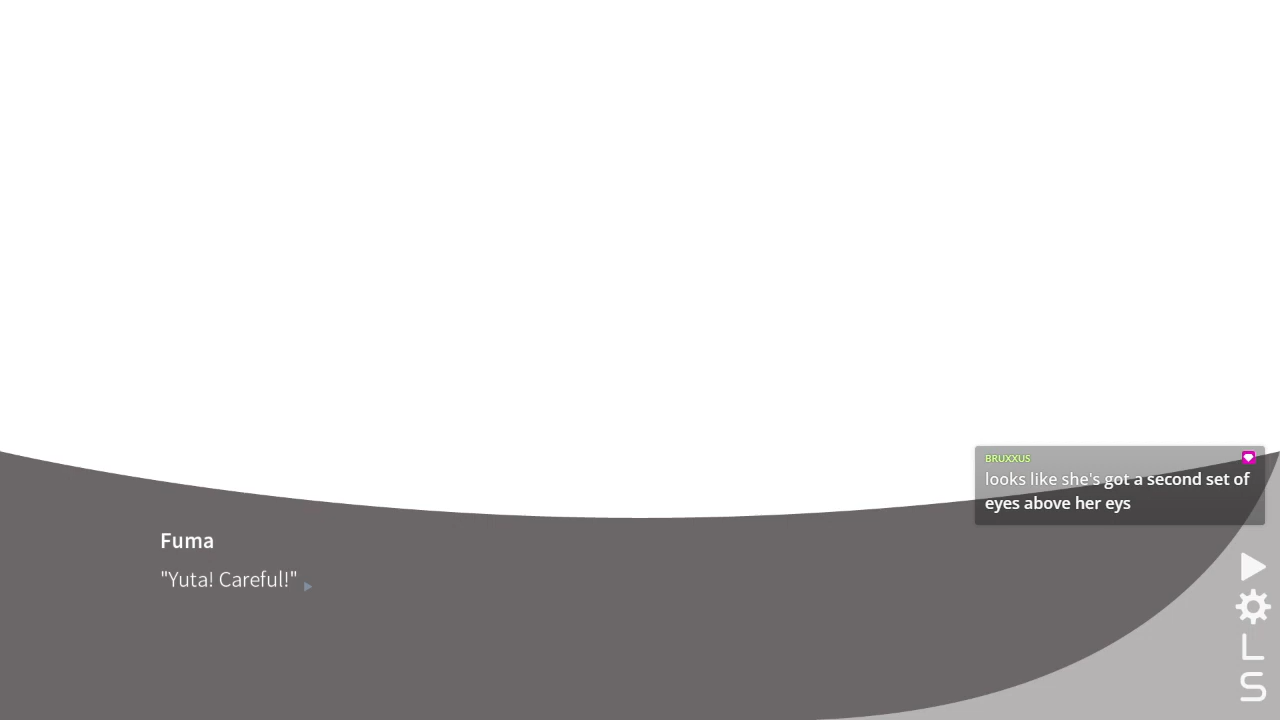 BRUXXUS
looks like she's got a second set of
eyes above her eys
Fuma
"Yuta! Careful!"
L
S